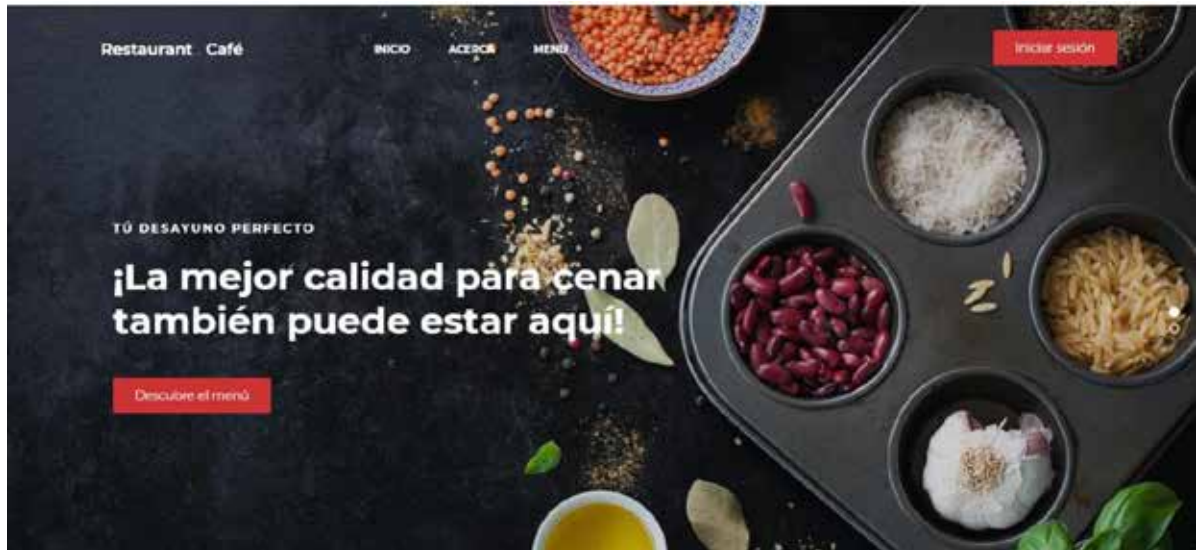 Restaurant Café
INICIO ACERCA MENU
Iniciar sesión
TÚ DESAYUNO PERFECTO
¡La mejor calidad para cenar
también puede estar aquí!
Descubre el menú